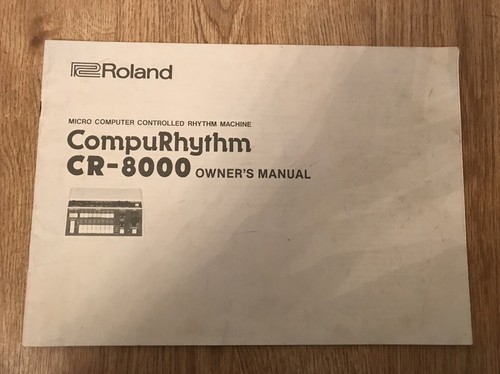 Roland
MICRO COMPUTER CONTROLLED RHYTHM MACHINE
CompuRhythm
CR-8000 OWNER'S MANUAL